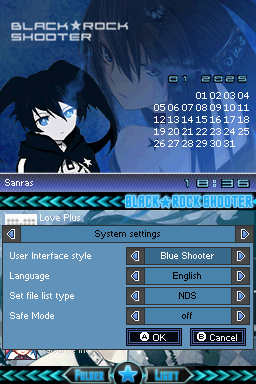 BLACK★ROCK
SHOOTER
01 2025
01 02 03 04
05 06 07 08 09 10 11
12 13 14 15 16 17 18
19 20 21 22 23 24 25
26 27 28 29 30 31
Sanras
18:36
BLACK★ROCK SHOOTER
Love Plus
System settings
User Interface style
Blue Shooter
Language
English
Set file list type
NDS
Safe Mode
off
A OK
B Cancel
Folder
Light